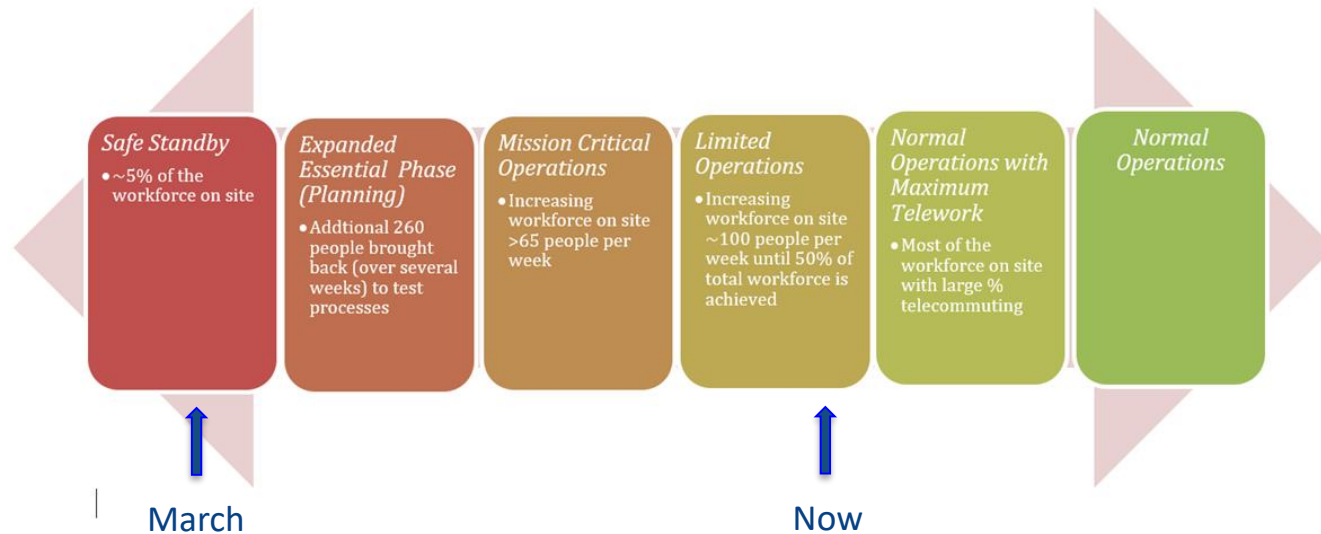 Safe Standby
• ~5% of the
workforce on site
Expanded
Essential Phase
(Planning)
• Addtional 260
people brought
back (over several
weeks) to test
processes
Mission Critical
Operations
• Increasing
workforce on site
>65 people per
week
Limited
Operations
• Increasing
workforce on site
~100 people per
week until 50% of
total workforce is
achieved
Normal
Operations with
Maximum
Telework
• Most of the
workforce on site
with large %
telecommuting
Normal
Operations
March
Now